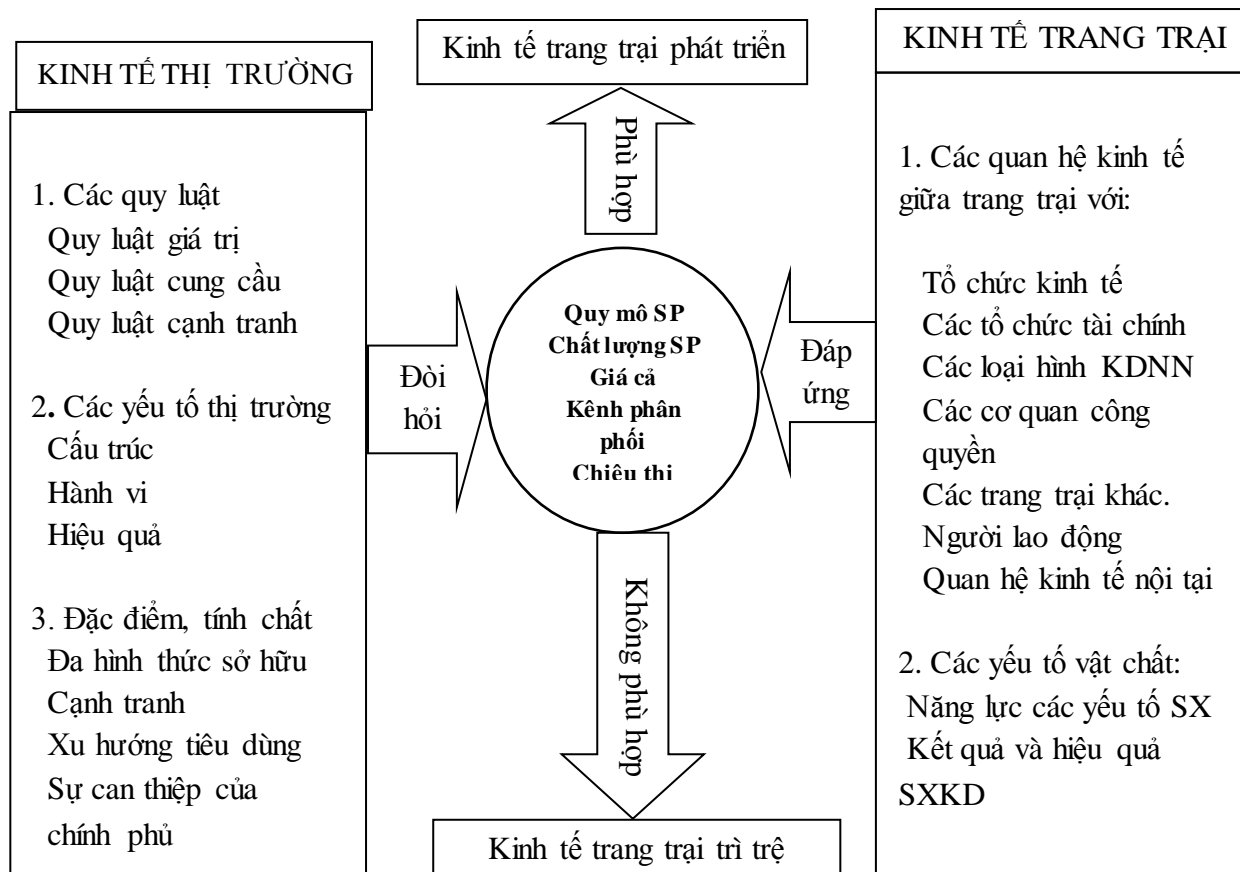 KINH TẾ THỊ TRƯỜNG
1. Các quy luật
Quy luật giá trị
Quy luật cung cầu
Quy luật cạnh tranh
2. Các yếu tố thị trường
Cấu trúc
Hành vi
Hiệu quả
3. Đặc điểm, tính chất
Đa hình thức sở hữu
Cạnh tranh
Xu hướng tiêu dùng
Sự can thiệp của
chính phủ
Đòi
hỏi
Kinh tế trang trại phát triển
Phù hợp
Quy mô SP
Chất lượng SP
Giá cả
Kênh phân
phối
Chiêu thị
Không phù hợp
Kinh tế trang trại trì trệ
Đáp
ứng
KINH TẾ TRANG TRẠI
1. Các quan hệ kinh tế
giữa trang trại với:
Tổ chức kinh tế
Các tổ chức tài chính
Các loại hình KDNN
Các cơ quan công
quyền
Các trang trại khác.
Người lao động
Quan hệ kinh tế nội tại
2. Các yếu tố vật chất:
Năng lực các yếu tố SX
Kết quả và hiệu quả
SXKD